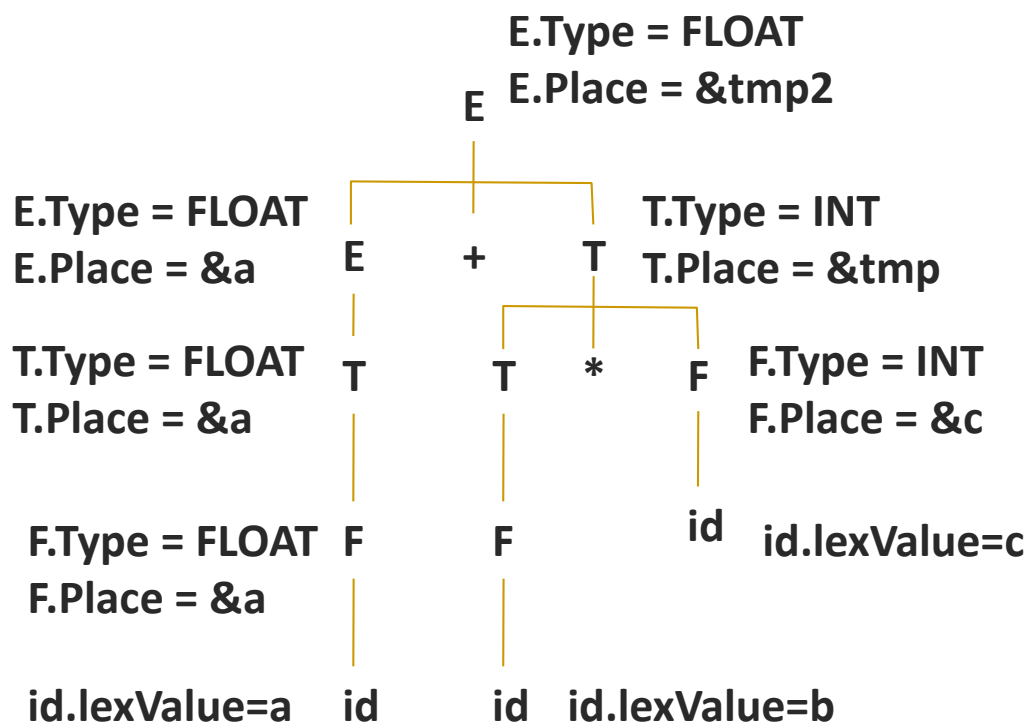 E.Type = FLOAT
E.Place = &tmp2
E
E.Type = FLOAT
E.Place = &a
E + T
T.Type = INT
T.Place = &tmp
T.Type = FLOAT
T.Place = &a
T T * F
F.Type = INT
F.Place = &c
F.Type = FLOAT
F.Place = &a
F F
id id.lexValue=c
id.lexValue=a id id id.lexValue=b